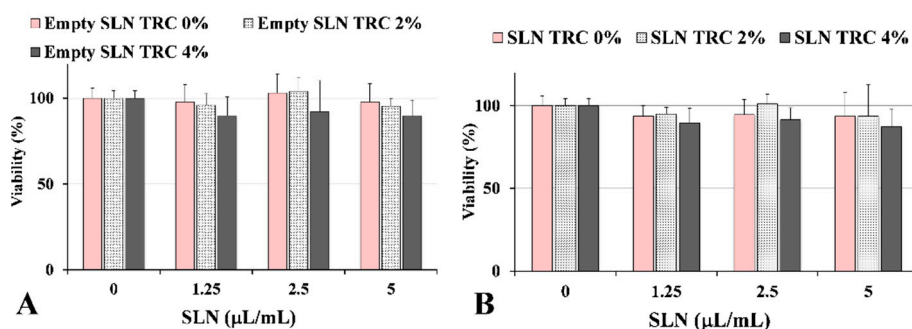 Empty SLN TRC 0% Empty SLN TRC 2%
Empty SLN TRC 4%
Viability (%)
100
50
0
0 1.25 2.5 5
SLN (µL/mL)
A
SLN TRC 0% SLN TRC 2% SLN TRC 4%
Viability (%)
100
50
0
0 1.25 2.5 5
SLN (µL/mL)
B